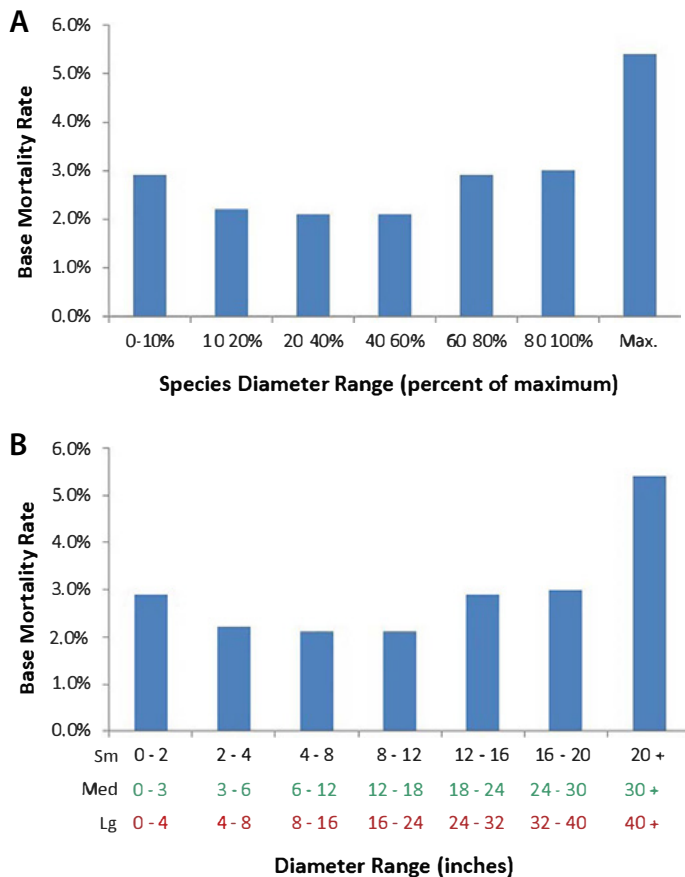 A
6.0%
5.0%
4.0%
3.0%
2.0%
1.0%
0.0%
Base Mortality Rate
0-10% 10 20% 20 40% 40 60% 60 80% 80 100% Max.
Species Diameter Range (percent of maximum)
B
6.0%
5.0%
4.0%
3.0%
2.0%
1.0%
0.0%
Base Mortality Rate
Sm 0 - 2 2 - 4 4 - 8 8 - 12 12 - 16 16 - 20 20 +
Med 0 - 3 3 - 6 6 - 12 12 - 18 18 - 24 24 - 30 30 +
Lg 0 - 4 4 - 8 8 - 16 16 - 24 24 - 32 32 - 40 40 +
Diameter Range (inches)